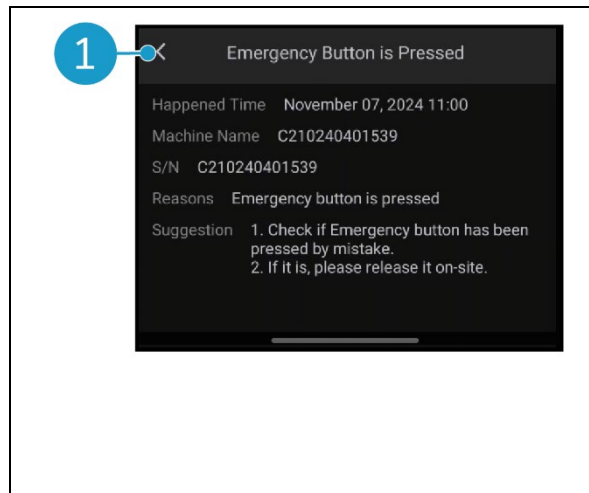 1
Emergency Button is Pressed
Happened Time November 07, 2024 11:00
Machine Name C210240401539
S/N C210240401539
Reasons Emergency button is pressed
Suggestion 1. Check if Emergency button has been
pressed by mistake.
2. If it is, please release it on-site.